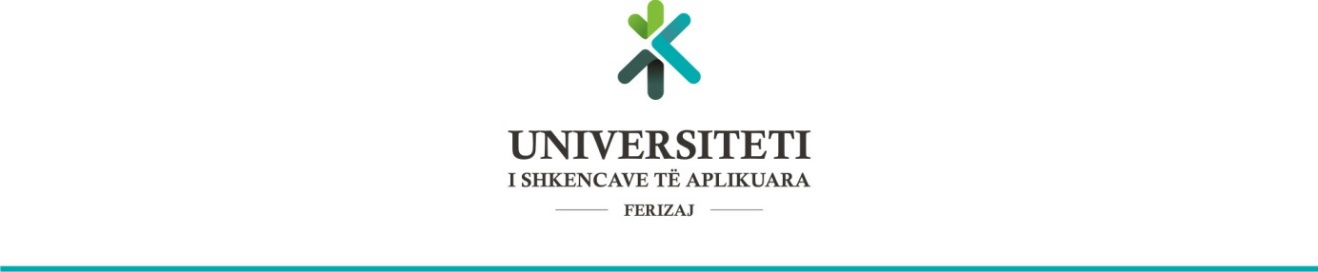 UNIVERSITETI
I SHKENCAVE TË APLIKUARA
FERIZAJ